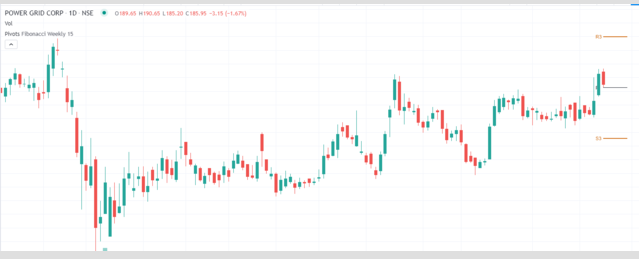 POWER GRID CORP · 1D · NSE O189.65 H190.65 L185.20 C185.95 −3.15 (−1.67%)
Vol
Pivots Fibonacci Weekly 15
R3
P
S3